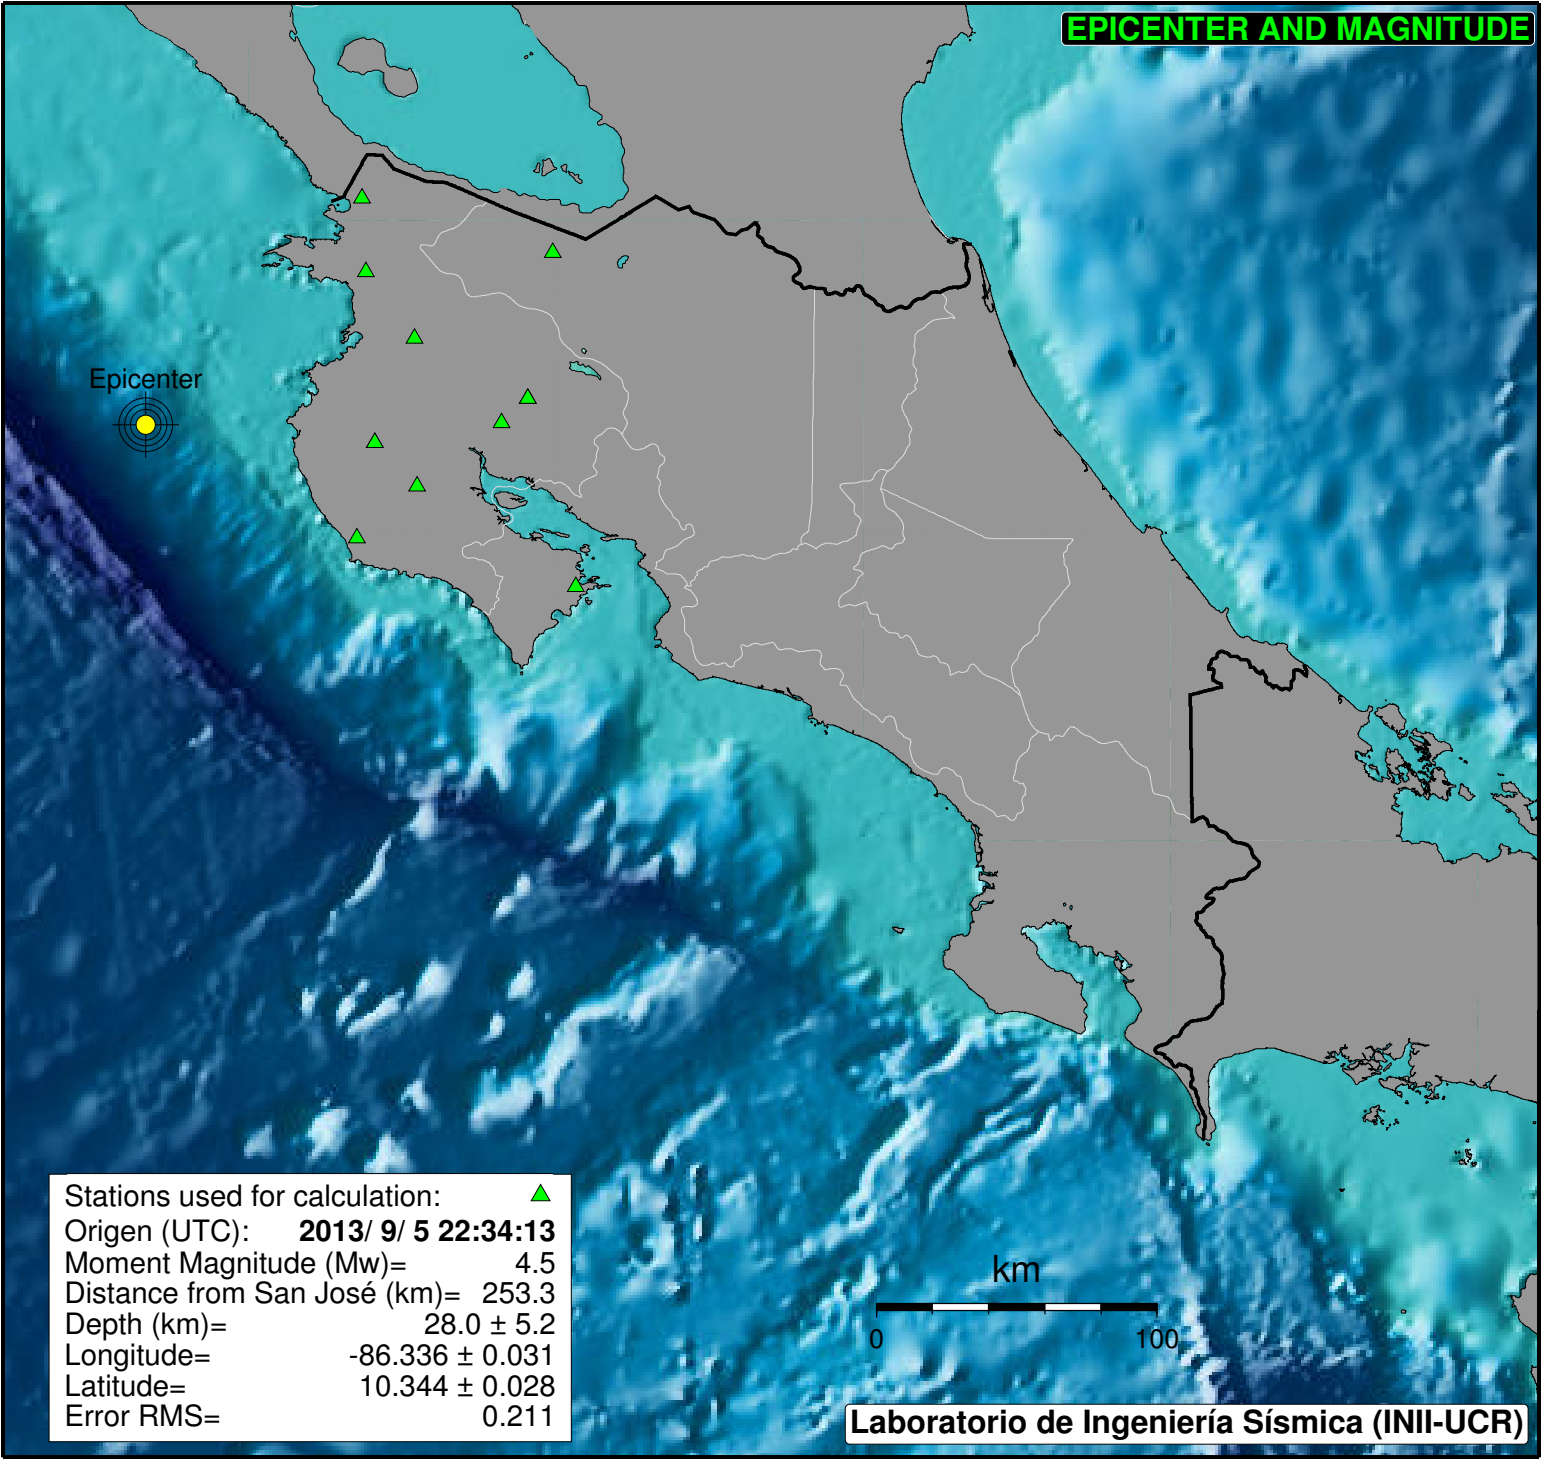 EPICENTER AND MAGNITUDE
Epicenter
Stations used for calculation:
Origen (UTC): 2013/ 9/ 5 22:34:13
Moment Magnitude (Mw)= 4.5
Distance from San José (km)= 253.3
Depth (km)= 28.0 ± 5.2
Longitude= -86.336 ± 0.031
Latitude= 10.344 ± 0.028
Error RMS= 0.211
km
0 100
Laboratorio de Ingeniería Sísmica (INII-UCR)